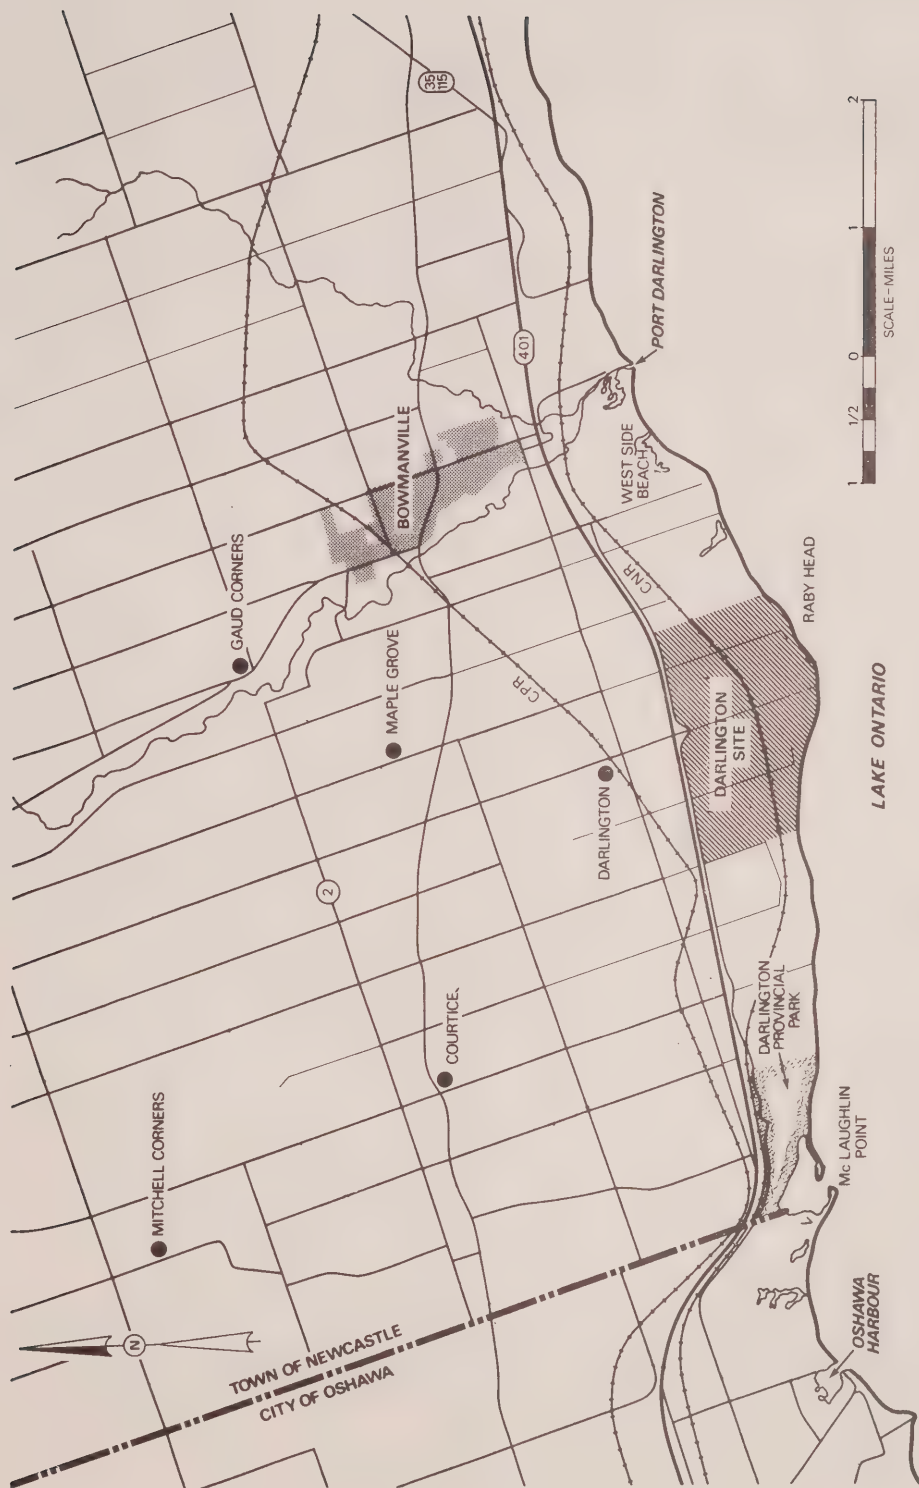 MITCHELL CORNERS
GAUD CORNERS
N
TOWN OF NEWCASTLE
CITY OF OSHAWA
2
MAPLE GROVE
BOWMANVILLE
35
115
COURTICE
CPR
DARLINGTON
401
CNR
DARLINGTON
SITE
WEST SIDE
BEACH
PORT DARLINGTON
DARLINGTON
PROVINCIAL
PARK
RABY HEAD
Mc LAUGHLIN
POINT
OSHAWA
HARBOUR
LAKE ONTARIO
1
1/2
0
1
2
SCALE-MILES